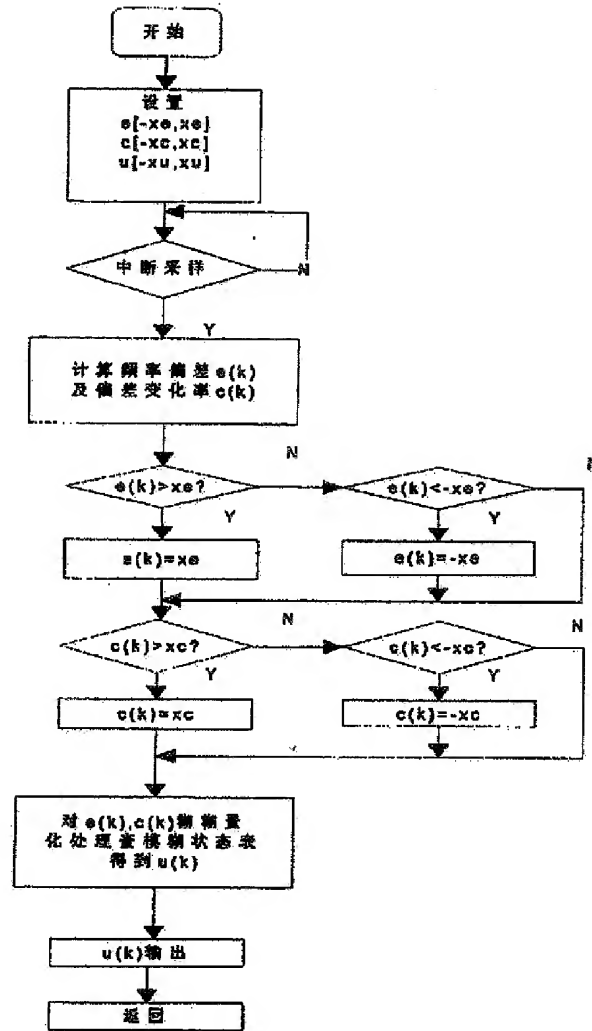 开始
设置
e[-xe,xe]
c[-xc,xc]
u[-xu,xu]
中断采样
N
Y
计算频率偏差e(k)
及偏差变化率c(k)
N
e(k)>xe?
e(k)<-xe?
Y
Y
e(k)=xe
e(k)=-xe
N
N
c(k)>xc?
c(k)<-xc?
Y
Y
c(k)=xc
c(k)=-xc
对e(k),c(k)糊糊量
化处理查模糊状态表
得到u(k)
u(k)输出
返回